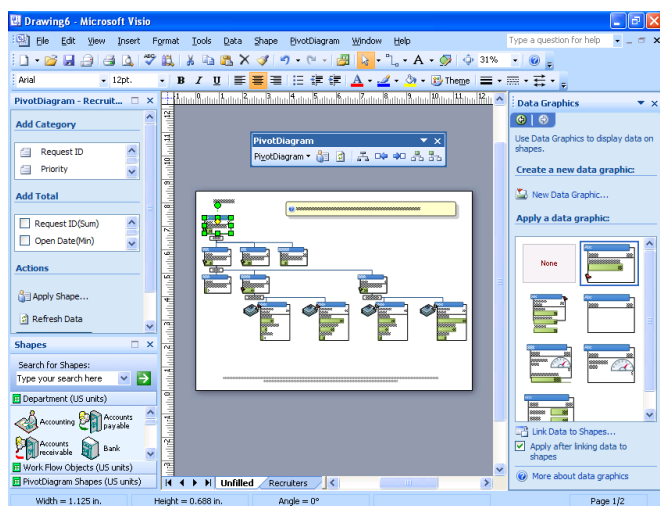 Drawing6 - Microsoft Visio
File Edit View Insert Format Tools Data Shape PivotDiagram Window Help
Type a question for help
31%
Arial 12pt. B I U A Theme
PivotDiagram - Recruit...
Add Category
Request ID
Priority
Add Total
Request ID(Sum)
Open Date(Min)
Actions
Apply Shape...
Refresh Data
Shapes
Search for Shapes:
Type your search here
Department (US units)
Accounting
Accounts payable
Accounts receivable
Bank
Work Flow Objects (US units)
PivotDiagram Shapes (US units)
PivotDiagram
PivotDiagram
Unfilled Recruiters
Data Graphics
Use Data Graphics to display data on
shapes.
Create a new data graphic:
New Data Graphic...
Apply a data graphic:
None
Link Data to Shapes...
Apply after linking data to
shapes
More about data graphics
Width = 1.125 in. Height = 0.688 in. Angle = 0° Page 1/2